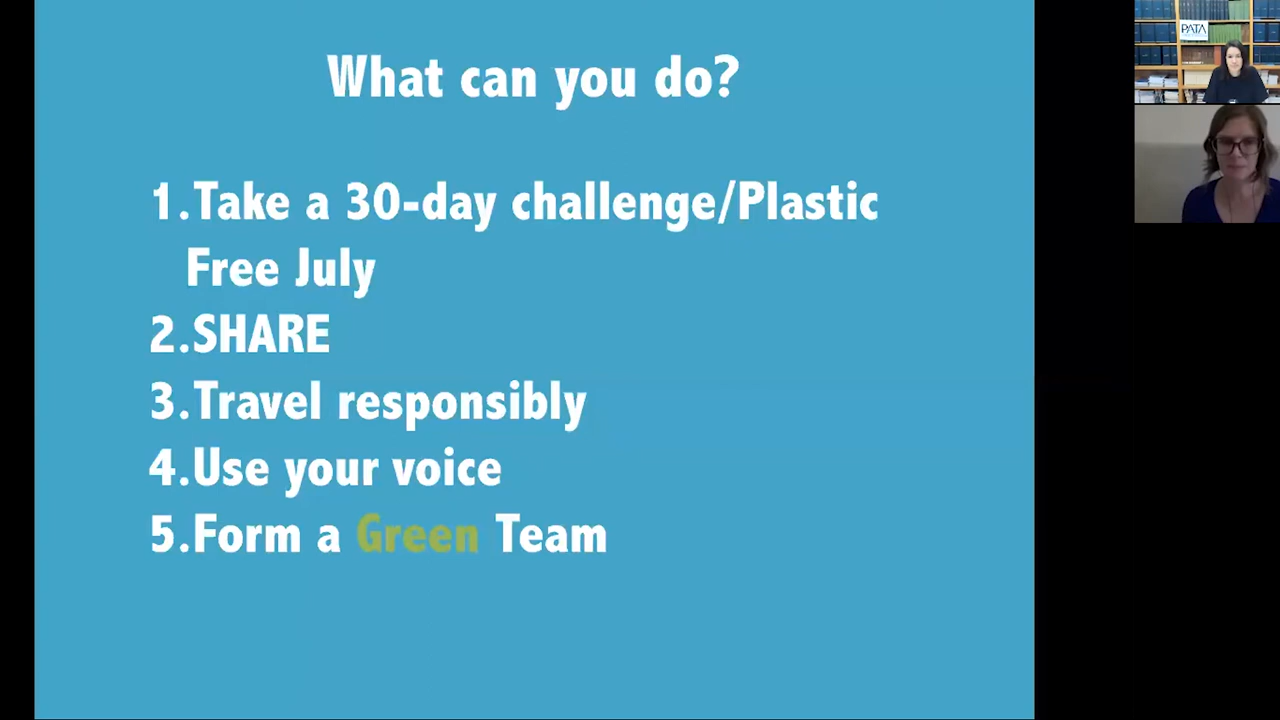 What can you do?
1.Take a 30-day challenge/Plastic
Free July
2.SHARE
3.Travel responsibly
4.Use your voice
5.Form a Green Team
PATA